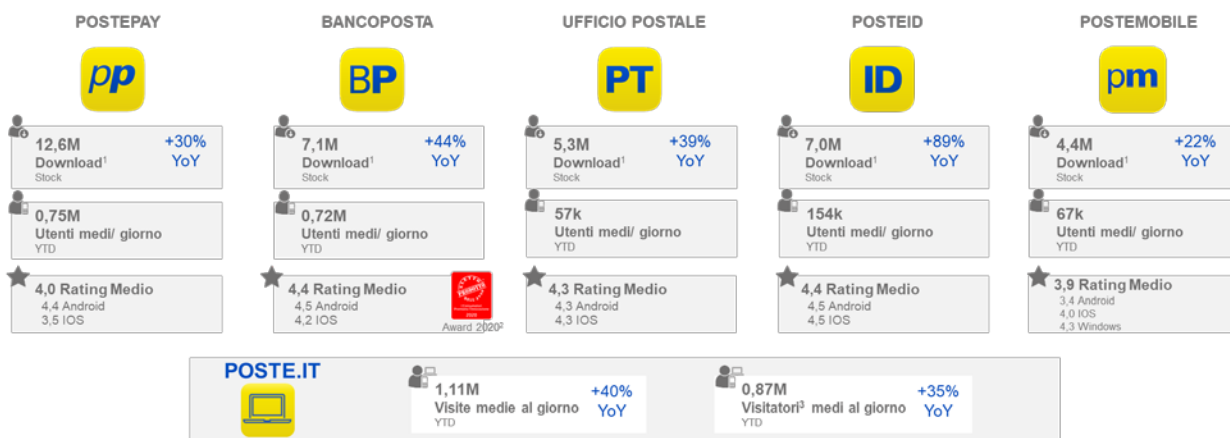 POSTEPAY
pp
12,6M
+30%
Download¹
YoY
Stock
0,75M
Utenti medi/ giorno
YTD
4,0 Rating Medio
4,4 Android
3,5 IOS
BANCOPOSTA
BP
7,1M
+44%
Download¹
YoY
Stock
0,72M
Utenti medi/ giorno
YTD
4,4 Rating Medio
4,5 Android
4,2 IOS
2020
Award 2020²
UFFICIO POSTALE
PT
5,3M
+39%
Download¹
YoY
Stock
57k
Utenti medi/ giorno
YTD
4,3 Rating Medio
4,3 Android
4,3 IOS
POSTEID
ID
7,0M
+89%
Download¹
YoY
Stock
154k
Utenti medi/ giorno
YTD
4,4 Rating Medio
4,5 Android
4,5 IOS
POSTEMOBILE
pm
4,4M
+22%
Download¹
YoY
Stock
67k
Utenti medi/ giorno
YTD
3,9 Rating Medio
3,4 Android
4,0 IOS
4,3 Windows
POSTE.IT
1,11M
+40%
Visite medie al giorno
YoY
YTD
0,87M
+35%
Visitatori³ medi al giorno
YoY
YTD